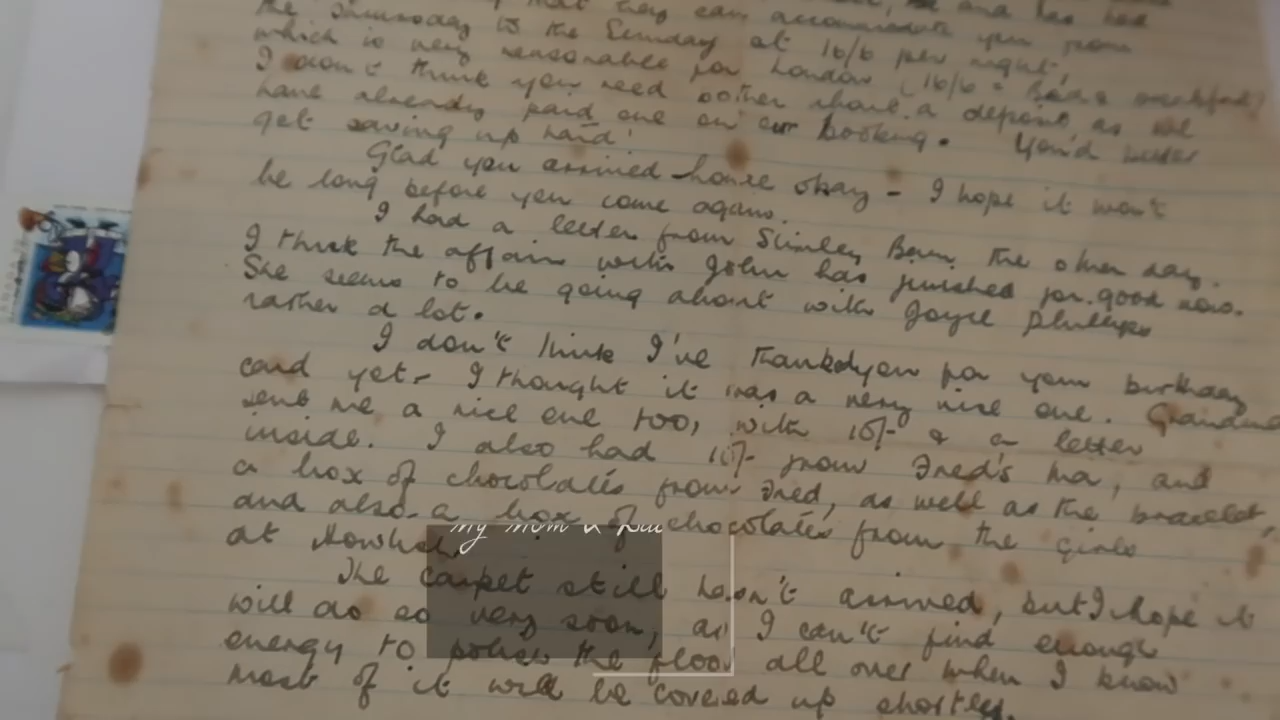 that they can accommodate you from
the Thursday to the Sunday at 16/6 per night,
which is very reasonable for London (16/6 = Bed & breakfast)
I don't think you need bother about a deposit, as we
have already paid one on our booking. You'd better
get saving up hard!
Glad you arrived home okay - I hope it won't
be long before you come again.
I had a letter from the other day.
I think the affair with John has finished for good now.
She seems to be going about with Joyce Phillips
rather a lot.
I don't think I've thanked you for your birthday
card yet - I thought it was a very nice one. Grandma
sent me a nice one too, with 10/- & a letter
inside. I also had 10/- from Fred's Ma, and
a box of chocolates from Fred, as well as the bracelet,
and also a box of chocolates from the girls
at
My Mom &
The carpet still hasn't arrived, but I hope it
will do so very soon, as I can't find enough
energy to polish the floor all over when I know
most of it will be covered up shortly.